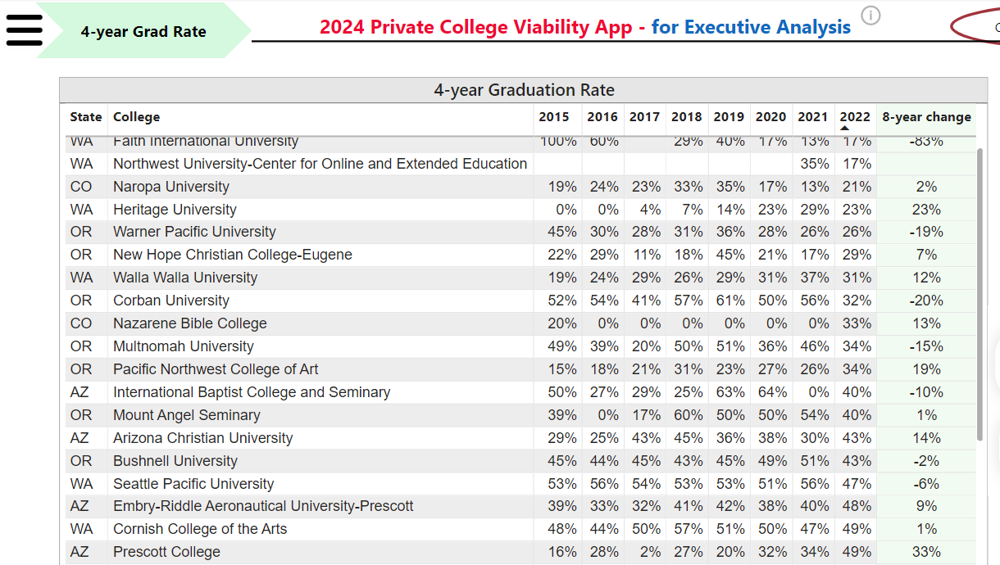 4-year Grad Rate
2024 Private College Viability App - for Executive Analysis
4-year Graduation Rate
State College 2015 2016 2017 2018 2019 2020 2021 2022 8-year change
WA Faith International University 100% 60% 29% 40% 17% 13% 17% -83%
WA Northwest University-Center for Online and Extended Education 35% 17%
CO Naropa University 19% 24% 23% 33% 35% 17% 13% 21% 2%
WA Heritage University 0% 0% 4% 7% 14% 23% 29% 23% 23%
OR Warner Pacific University 45% 30% 28% 31% 36% 28% 26% 26% -19%
OR New Hope Christian College-Eugene 22% 29% 11% 18% 45% 21% 17% 29% 7%
WA Walla Walla University 19% 24% 29% 26% 29% 31% 37% 31% 12%
OR Corban University 52% 54% 41% 57% 61% 50% 56% 32% -20%
CO Nazarene Bible College 20% 0% 0% 0% 0% 0% 0% 33% 13%
OR Multnomah University 49% 39% 20% 50% 51% 36% 46% 34% -15%
OR Pacific Northwest College of Art 15% 18% 21% 31% 23% 27% 26% 34% 19%
AZ International Baptist College and Seminary 50% 27% 29% 25% 63% 64% 0% 40% -10%
OR Mount Angel Seminary 39% 0% 17% 60% 50% 50% 54% 40% 1%
AZ Arizona Christian University 29% 25% 43% 45% 36% 38% 30% 43% 14%
OR Bushnell University 45% 44% 45% 43% 45% 49% 51% 43% -2%
WA Seattle Pacific University 53% 56% 54% 53% 53% 51% 56% 47% -6%
AZ Embry-Riddle Aeronautical University-Prescott 39% 33% 32% 41% 42% 38% 40% 48% 9%
WA Cornish College of the Arts 48% 44% 50% 57% 51% 50% 47% 49% 1%
AZ Prescott College 16% 28% 2% 27% 20% 32% 34% 49% 33%